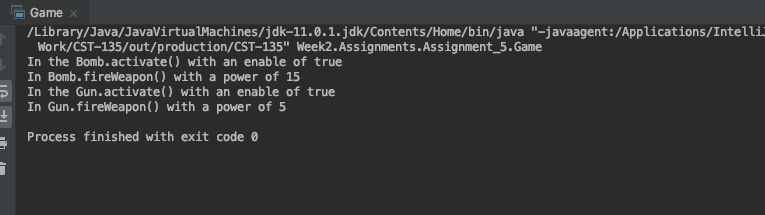 Game ×
/Library/Java/JavaVirtualMachines/jdk-11.0.1.jdk/Contents/Home/bin/java "-javaagent:/Applications/IntelliJ
Work/CST-135/out/production/CST-135" Week2.Assignments.Assignment_5.Game
In the Bomb.activate() with an enable of true
In Bomb.fireWeapon() with a power of 15
In the Gun.activate() with an enable of true
In Gun.fireWeapon() with a power of 5
Process finished with exit code 0